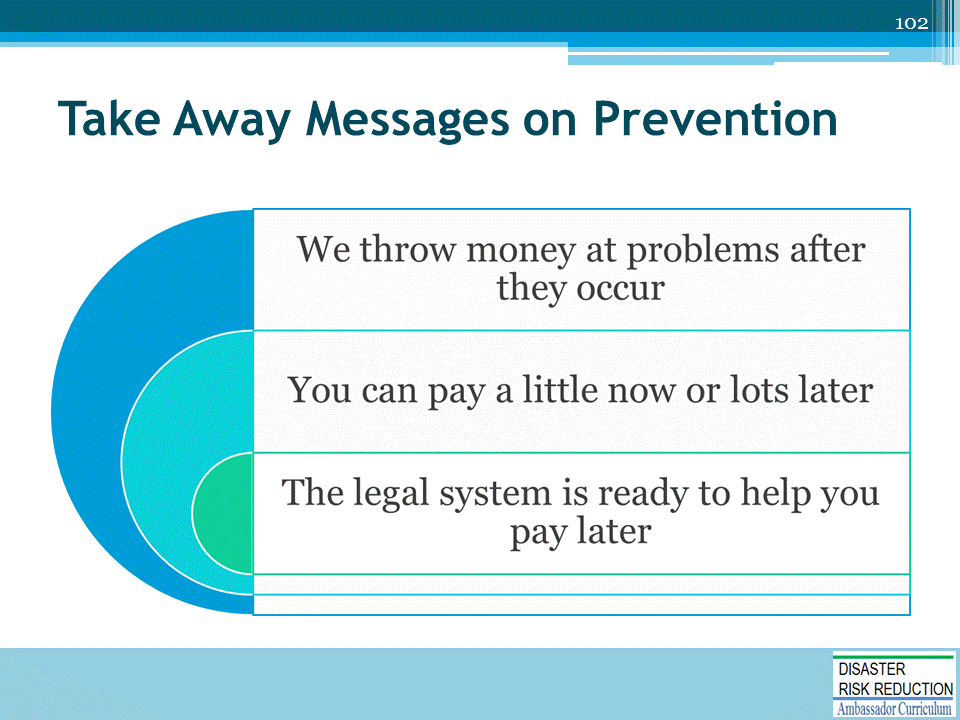 102
Take Away Messages on Prevention
We throw money at problems after
they occur
You can pay a little now or lots later
The legal system is ready to help you
pay later
DISASTER
RISK REDUCTION
Ambassador Curriculum